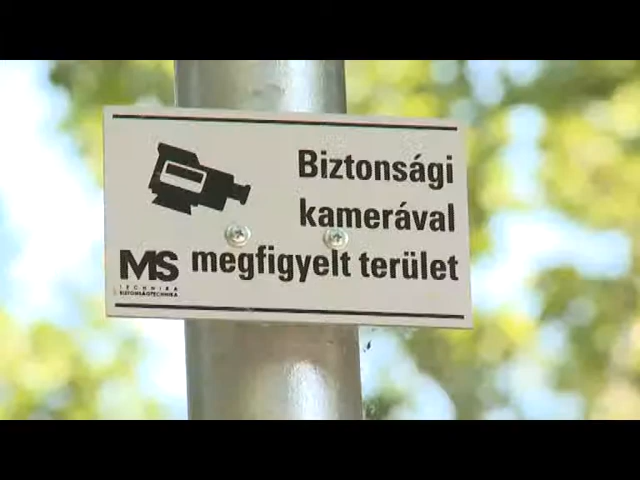 Biztonsági
kamerával
megfigyelt terület
MS
TECHNIKA
BIZTONSÁGTECHNIKA